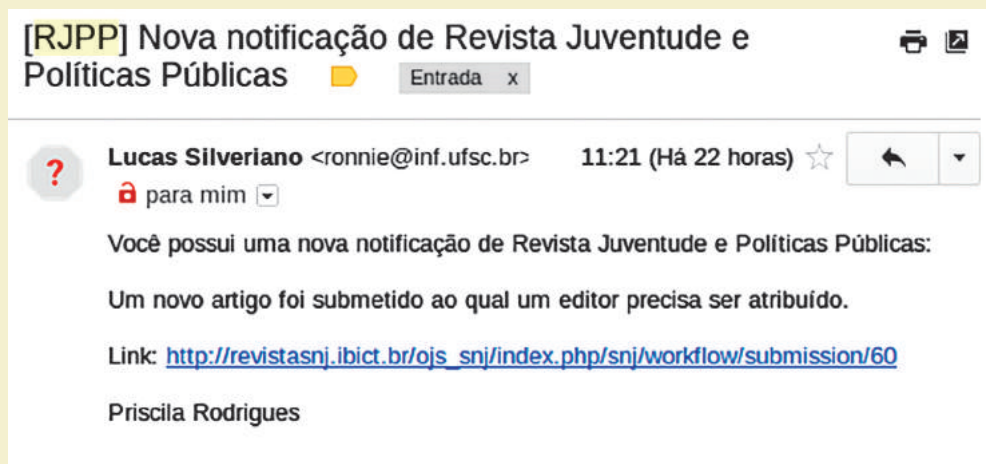 [RJPP] Nova notificação de Revista Juventude e
Políticas Públicas Entrada x
Lucas Silveriano <ronnie@inf.ufsc.br> 11:21 (Há 22 horas)
para mim
Você possui uma nova notificação de Revista Juventude e Políticas Públicas:
Um novo artigo foi submetido ao qual um editor precisa ser atribuído.
Link: http://revistasnj.ibict.br/ojs_snj/index.php/snj/workflow/submission/60
Priscila Rodrigues